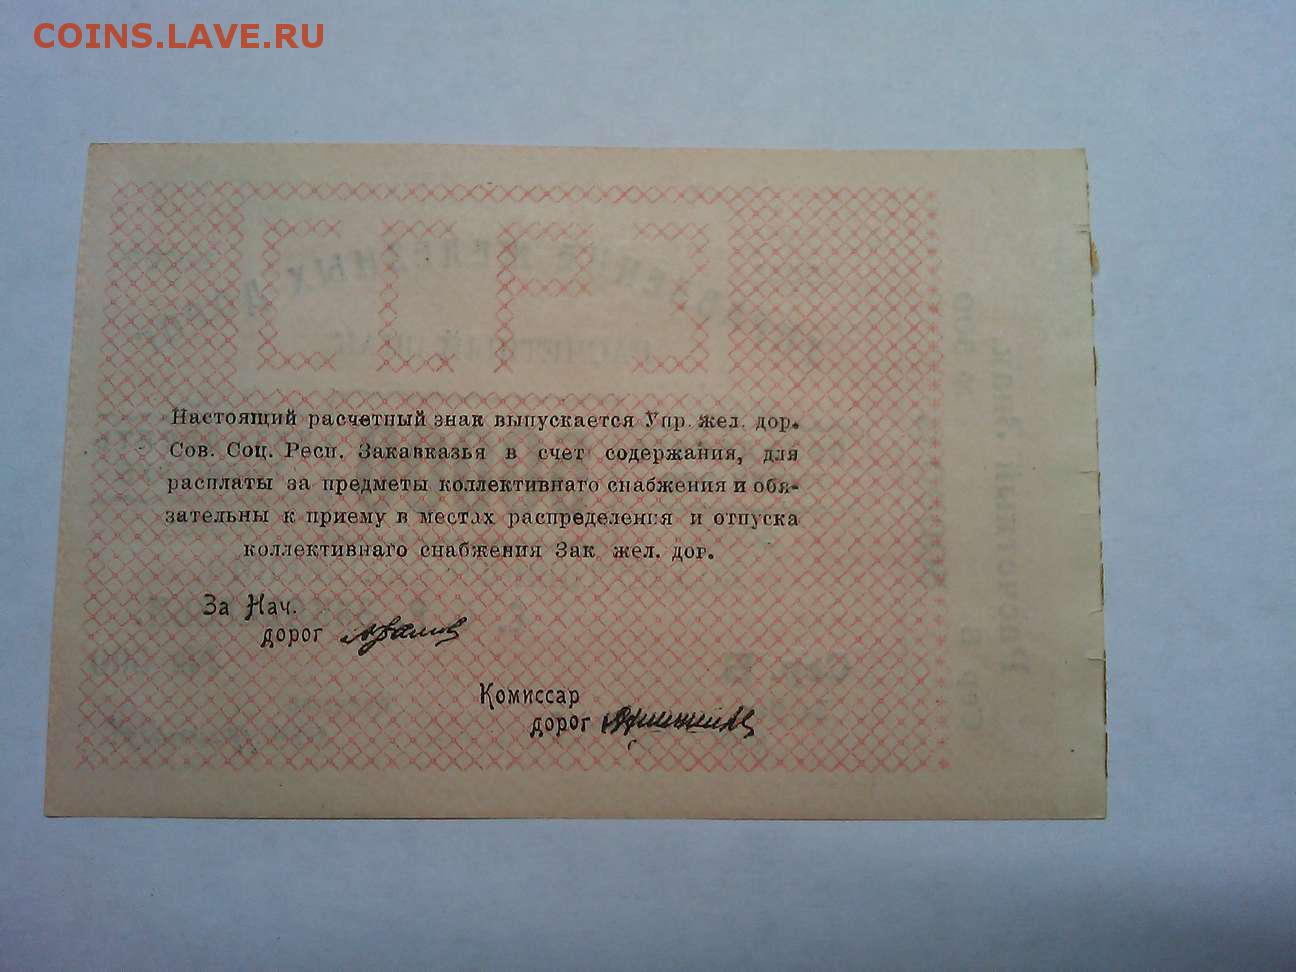 COINS.LAVE.RU
Настоящий расчетный знак выпускается Упр. жел. дор.
Сов. Соц. Респ. Закавказья в счет содержания, для
расплаты за предметы коллективнаго снабжения и обя-
зательны к приему в местах распределения и отпуска
коллективнаго снабжения Зак жел. дор.
За Нач.
дорог
Комиссар
дорог